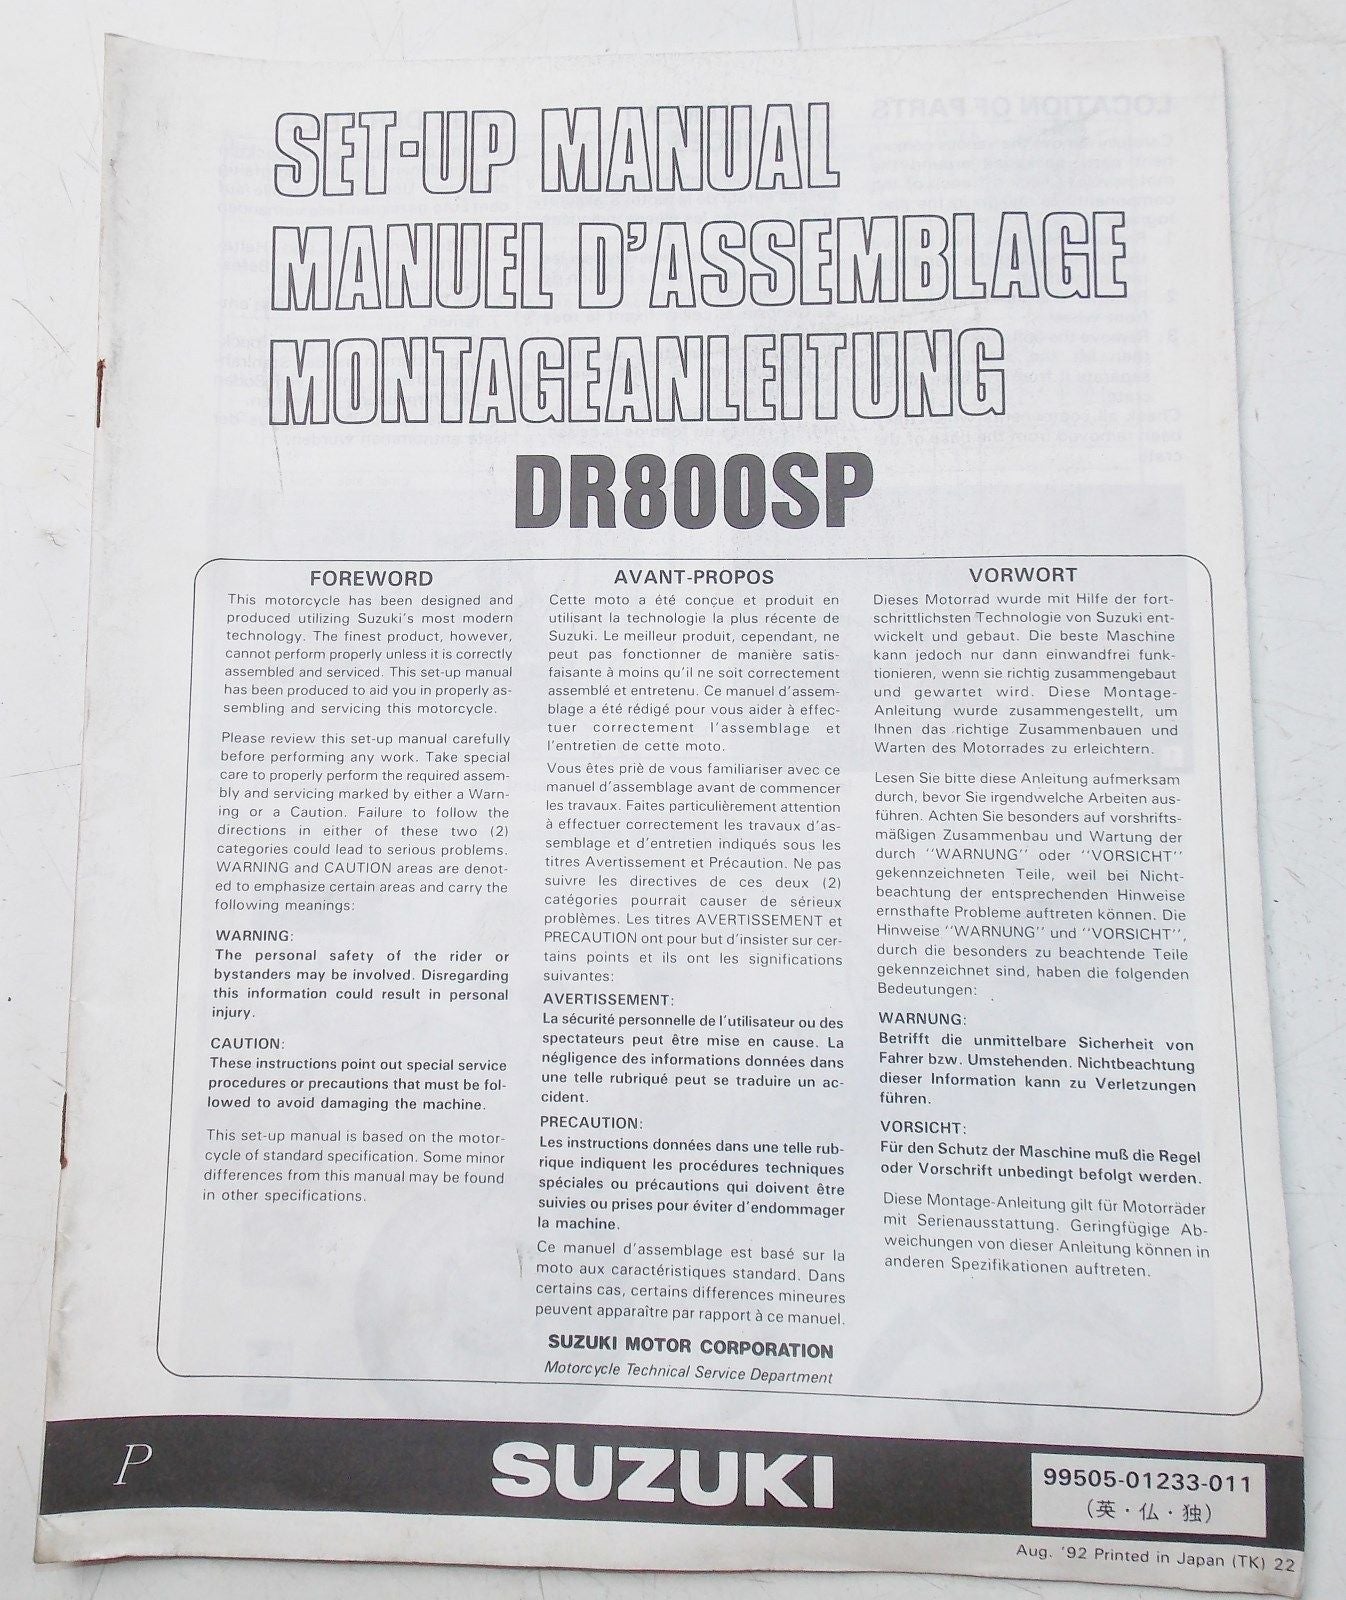 SET-UP MANUAL
MANUEL D'ASSEMBLAGE
MONTAGEANLEITUNG
DR800SP
FOREWORD
This motorcycle has been designed and
produced utilizing Suzuki's most modern
technology. The finest product, however,
cannot perform properly unless it is correctly
assembled and serviced. This set-up manual
has been produced to aid you in properly as-
sembling and servicing this motorcycle.
Please review this set-up manual carefully
before performing any work. Take special
care to properly perform the required assem-
bly and servicing marked by either a Warn-
ing or a Caution. Failure to follow the
directions in either of these two (2)
categories could lead to serious problems.
WARNING and CAUTION areas are denot-
ed to emphasize certain areas and carry the
following meanings:
WARNING:
The personal safety of the rider or
bystanders may be involved. Disregarding
this information could result in personal
injury.
CAUTION:
These instructions point out special service
procedures or precautions that must be fol-
lowed to avoid damaging the machine.
This set-up manual is based on the motor-
cycle of standard specification. Some minor
differences from this manual may be found
in other specifications.
AVANT-PROPOS
Cette moto a été conçue et produit en
utilisant la technologie la plus récente de
Suzuki. Le meilleur produit, cependant, ne
peut pas fonctionner de manière satis-
faisante à moins qu'il ne soit correctement
assemblé et entretenu. Ce manuel d'assem-
blage a été rédigé pour vous aider à effec-
tuer correctement l'assemblage et
l'entretien de cette moto.
Vous êtes priè de vous familiariser avec ce
manuel d'assemblage avant de commencer
les travaux. Faites particulièrement attention
à effectuer correctement les travaux d'as-
semblage et d'entretien indiqués sous les
titres Avertissement et Précaution. Ne pas
suivre les directives de ces deux (2)
catégories pourrait causer de sérieux
problèmes. Les titres AVERTISSEMENT et
PRECAUTION ont pour but d'insister sur cer-
tains points et ils ont les significations
suivantes:
AVERTISSEMENT:
La sécurité personnelle de l'utilisateur ou des
spectateurs peut être mise en cause. La
négligence des informations données dans
une telle rubriqué peut se traduire un ac-
cident.
PRECAUTION:
Les instructions données dans une telle rub-
rique indiquent les procédures techniques
spéciales ou précautions qui doivent être
suivies ou prises pour éviter d'endommager
la machine.
Ce manuel d'assemblage est basé sur la
moto aux caractéristiques standard. Dans
certains cas, certains differences mineures
peuvent apparaître par rapport à ce manuel.
VORWORT
Dieses Motorrad wurde mit Hilfe der fort-
schrittlichsten Technologie von Suzuki ent-
wickelt und gebaut. Die beste Maschine
kann jedoch nur dann einwandfrei funk-
tionieren, wenn sie richtig zusammengebaut
und gewartet wird. Diese Montage-
Anleitung wurde zusammengestellt, um
Ihnen das richtige Zusammenbauen und
Warten des Motorrades zu erleichtern.
Lesen Sie bitte diese Anleitung aufmerksam
durch, bevor Sie irgendwelche Arbeiten aus-
führen. Achten Sie besonders auf vorshrifts-
mäßigen Zusammenbau und Wartung der
durch "WARNUNG" oder "VORSICHT"
gekennzeichneten Teile, weil bei Nicht-
beachtung der entsprechenden Hinweise
ernsthafte Probleme auftreten können. Die
Hinweise "WARNUNG" und "VORSICHT",
durch die besonders zu beachtende Teile
gekennzeichnet sind, haben die folgenden
Bedeutungen:
WARNUNG:
Betrifft die unmittelbare Sicherheit von
Fahrer bzw. Umstehenden. Nichtbeachtung
dieser Information kann zu Verletzungen
führen.
VORSICHT:
Für den Schutz der Maschine muß die Regel
oder Vorschrift unbedingt befolgt werden.
Diese Montage-Anleitung gilt für Motorräder
mit Serienausstattung. Geringfügige Ab-
weichungen von dieser Anleitung können in
anderen Spezifikationen auftreten.
SUZUKI MOTOR CORPORATION
Motorcycle Technical Service Department
P
SUZUKI
99505-01233-011
(英・仏・独)
Aug. '92 Printed in Japan (TK) 22